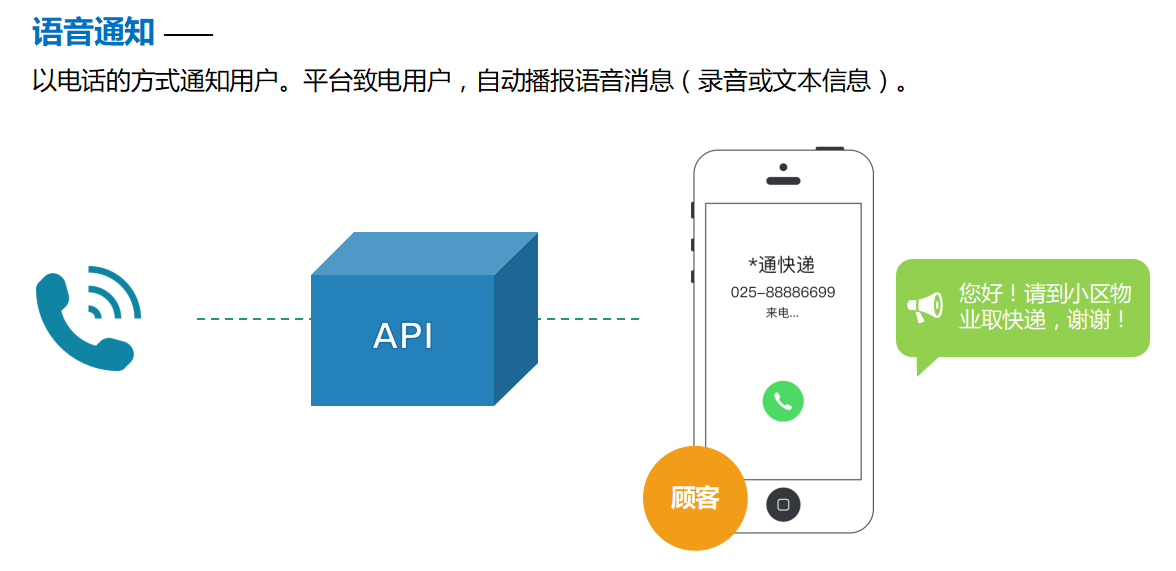 语音通知 ——
以电话的方式通知用户。平台致电用户，自动播报语音消息（录音或文本信息）。
API
*通快递
025-88886699
来电...
您好！请到小区物
业取快递，谢谢！
顾客